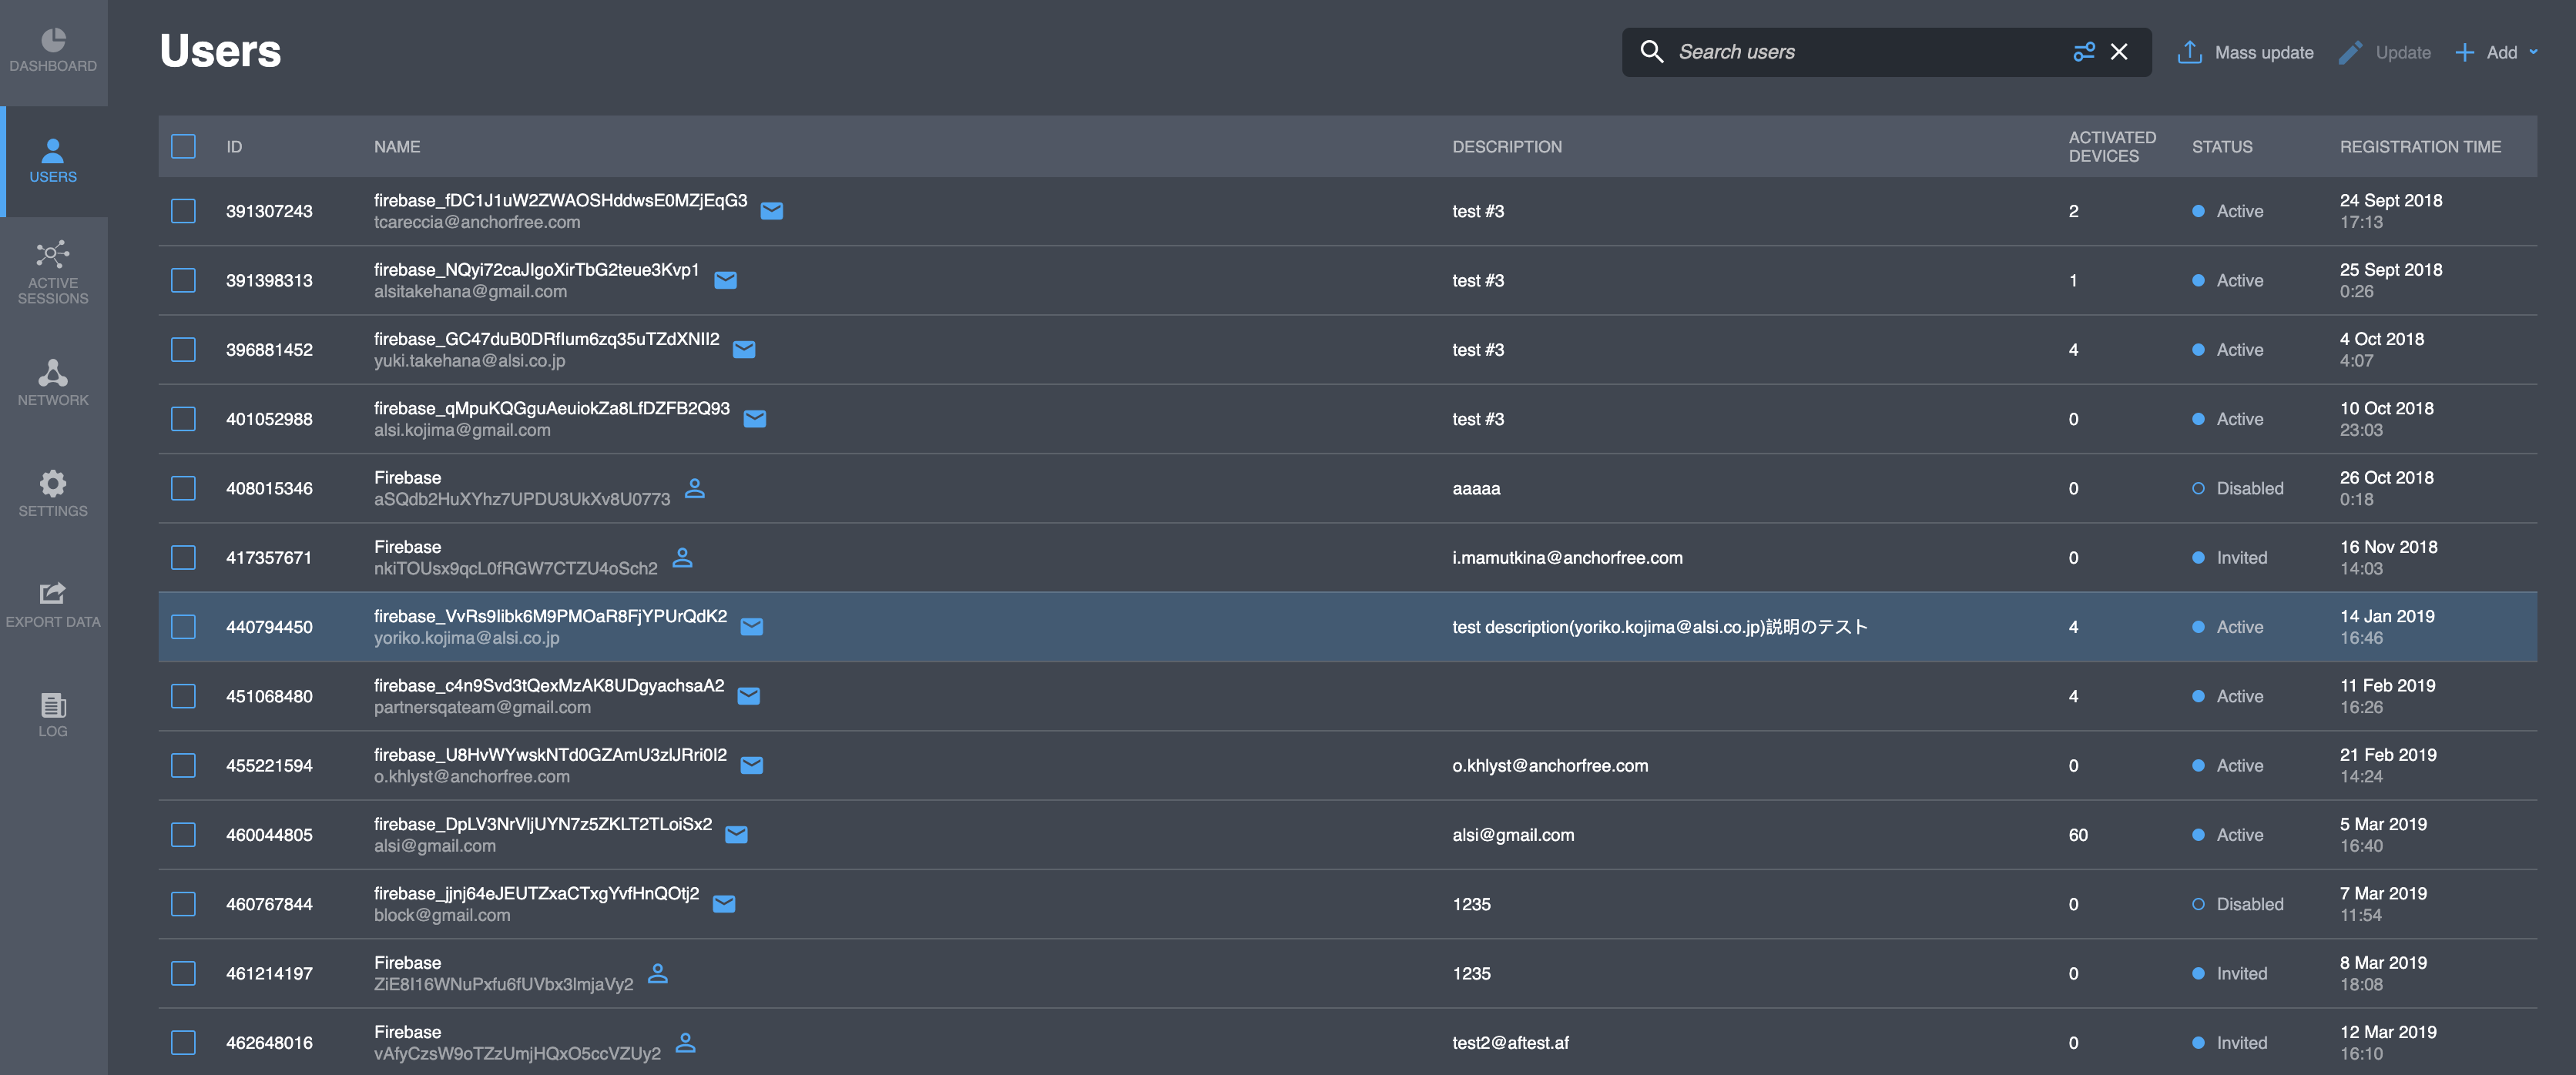 Users
Search users
Mass update
Update
Add
DASHBOARD
USERS
ACTIVE
SESSIONS
NETWORK
SETTINGS
EXPORT DATA
LOG
ID NAME DESCRIPTION ACTIVATED DEVICES STATUS REGISTRATION TIME
391307243 firebase_fDC1J1uW2ZWAOSHddwsE0MZjEqG3 test #3 2 Active 24 Sept 2018
tcareccia@anchorfree.com 17:13
391398313 firebase_NQyi72caJIgoXirTbG2teue3Kvp1 test #3 1 Active 25 Sept 2018
alsitakehana@gmail.com 0:26
396881452 firebase_GC47duB0DRfIum6zq35uTZdXNII2 test #3 4 Active 4 Oct 2018
yuki.takehana@alsi.co.jp 4:07
401052988 firebase_qMpuKQGguAeuiokZa8LfDZFB2Q93 test #3 0 Active 10 Oct 2018
alsi.kojima@gmail.com 23:03
408015346 Firebase aaaaa 0 Disabled 26 Oct 2018
aSQdb2HuXYhz7UPDU3UkXv8U0773 0:18
417357671 Firebase i.mamutkina@anchorfree.com 0 Invited 16 Nov 2018
nkiTOUsx9qcL0fRGW7CTZU4oSch2 14:03
440794450 firebase_VvRs9Iibk6M9PMOaR8FjYPUrQdK2 test description(yoriko.kojima@alsi.co.jp)説明のテスト 4 Active 14 Jan 2019
yoriko.kojima@alsi.co.jp 16:46
451068480 firebase_c4n9Svd3tQexMzAK8UDgyachsaA2 4 Active 11 Feb 2019
partnersqateam@gmail.com 16:26
455221594 firebase_U8HvWYwskNTd0GZAmU3zIJRri0I2 o.khlyst@anchorfree.com 0 Active 21 Feb 2019
o.khlyst@anchorfree.com 14:24
460044805 firebase_DpLV3NrVljUYN7z5ZKLT2TLoiSx2 alsi@gmail.com 60 Active 5 Mar 2019
alsi@gmail.com 16:40
460767844 firebase_jjnj64eJEUTZxaCTxgYvfHnQOtj2 1235 0 Disabled 7 Mar 2019
block@gmail.com 11:54
461214197 Firebase 1235 0 Invited 8 Mar 2019
ZiE8I16WNuPxfu6fUVbx3ImjaVy2 18:08
462648016 Firebase test2@aftest.af 0 Invited 12 Mar 2019
vAfyCzsW9oTZzUmjHQxO5ccVZUy2 16:10